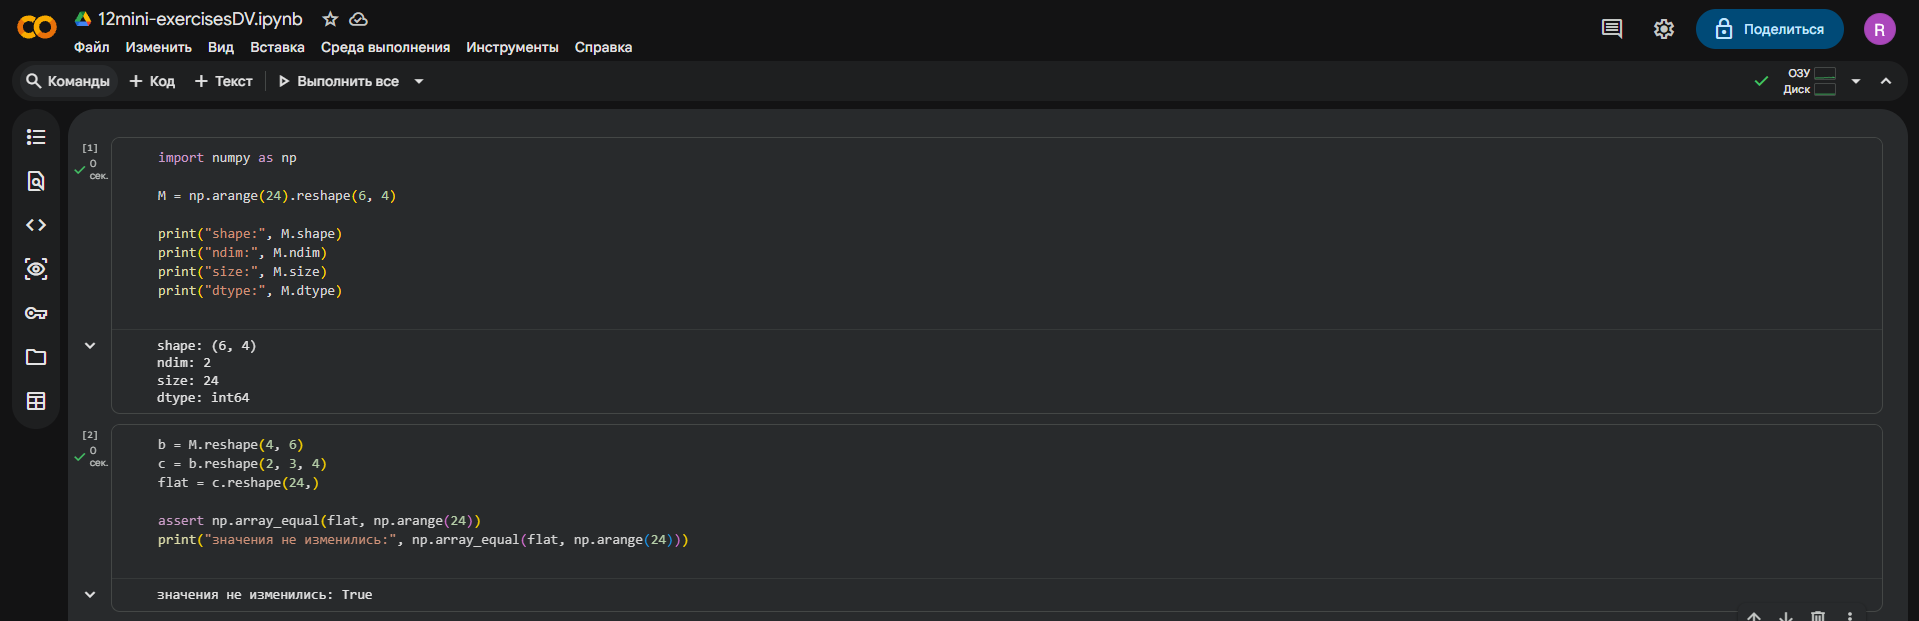 12mini-exercisesDV.ipynb
Файл Изменить Вид Вставка Среда выполнения Инструменты Справка
Поделиться
R
Команды + Код + Текст Выполнить все
ОЗУ
Диск
[1]
0
сек.
import numpy as np
M = np.arange(24).reshape(6, 4)
print("shape:", M.shape)
print("ndim:", M.ndim)
print("size:", M.size)
print("dtype:", M.dtype)
shape: (6, 4)
ndim: 2
size: 24
dtype: int64
[2]
0
сек.
b = M.reshape(4, 6)
c = b.reshape(2, 3, 4)
flat = c.reshape(24,)
assert np.array_equal(flat, np.arange(24))
print("значения не изменились:", np.array_equal(flat, np.arange(24)))
значения не изменились: True